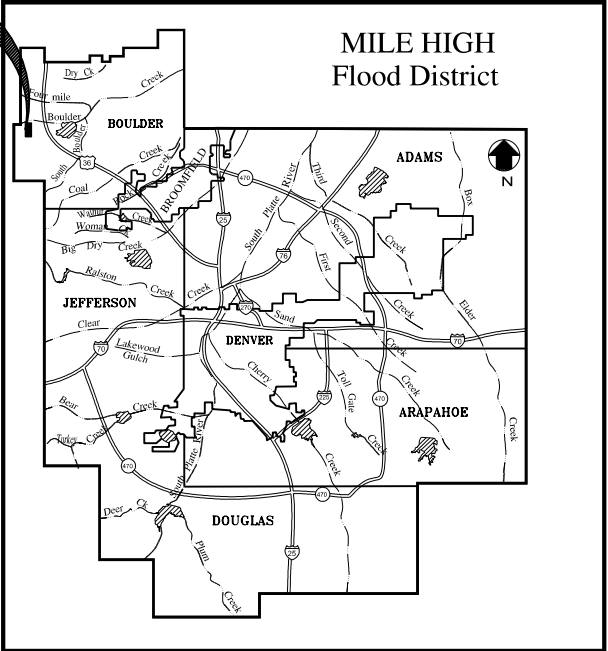 MILE HIGH
Flood District
N
Dry Ck
Creek
Four mile
Boulder
BOULDER
South Boulder
36
Creek
Creek
Coal
Rock
BROOMFIELD
470
Walnut
Creek
Woman Ck
Big Dry Creek
Ralston Creek
JEFFERSON
Clear Creek
25
South Platte River
Third
Second
First
Creek
Creek
Creek
ADAMS
Box
Elder
Creek
76
270
Sand
Creek
DENVER
70
70
Lakewood
Gulch
Cherry
Creek
225
Toll Gate
Creek
470
ARAPAHOE
Bear Creek
Turkey Creek
South Platte River
470
470
Deer Ck
DOUGLAS
Plum
Creek
25